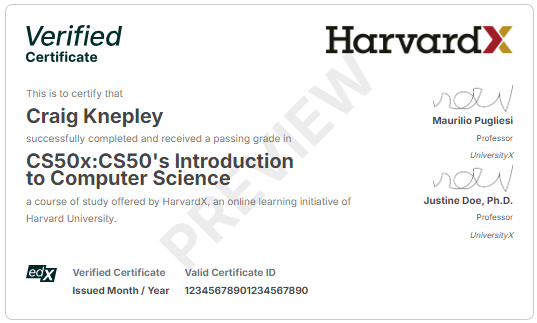 Verified
Certificate
HarvardX
This is to certify that
Craig Knepley
successfully completed and received a passing grade in
CS50x:CS50's Introduction
to Computer Science
a course of study offered by HarvardX, an online learning initiative of
Harvard University.
Maurilio Pugliesi
Professor
UniversityX
Justine Doe, Ph.D.
Professor
UniversityX
PREVIEW
edX
Verified Certificate
Issued Month / Year
Valid Certificate ID
12345678901234567890